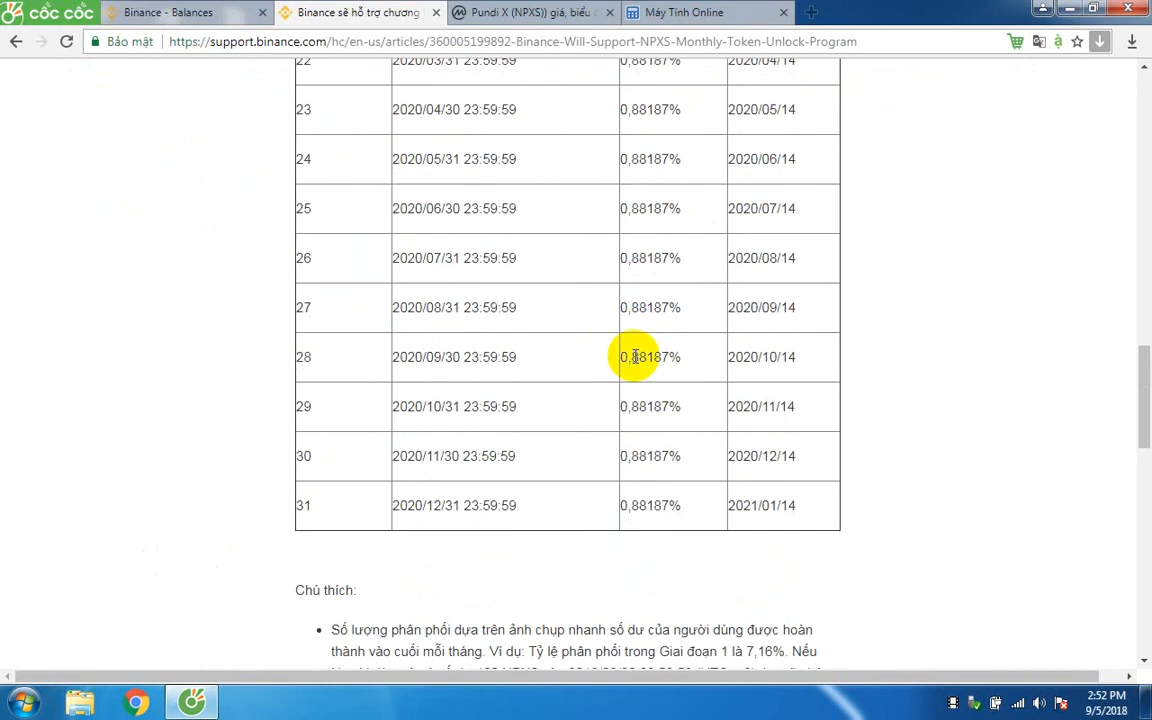 CỐC CỐC
Binance - Balances
Binance sẽ hỗ trợ chương
Pundi X (NPXS)) giá, biểu
Máy Tính Online
Bảo mật
https://support.binance.com/hc/en-us/articles/360005199892-Binance-Will-Support-NPXS-Monthly-Token-Unlock-Program
22 2020/03/31 23:59:59 0,88187% 2020/04/14
23 2020/04/30 23:59:59 0,88187% 2020/05/14
24 2020/05/31 23:59:59 0,88187% 2020/06/14
25 2020/06/30 23:59:59 0,88187% 2020/07/14
26 2020/07/31 23:59:59 0,88187% 2020/08/14
27 2020/08/31 23:59:59 0,88187% 2020/09/14
28 2020/09/30 23:59:59 0,88187% 2020/10/14
29 2020/10/31 23:59:59 0,88187% 2020/11/14
30 2020/11/30 23:59:59 0,88187% 2020/12/14
31 2020/12/31 23:59:59 0,88187% 2021/01/14
Chú thích:
• Số lượng phân phối dựa trên ảnh chụp nhanh số dư của người dùng được hoàn
thành vào cuối mỗi tháng. Ví dụ: Tỷ lệ phân phối trong Giai đoạn 1 là 7,16%. Nếu
2:52 PM
9/5/2018